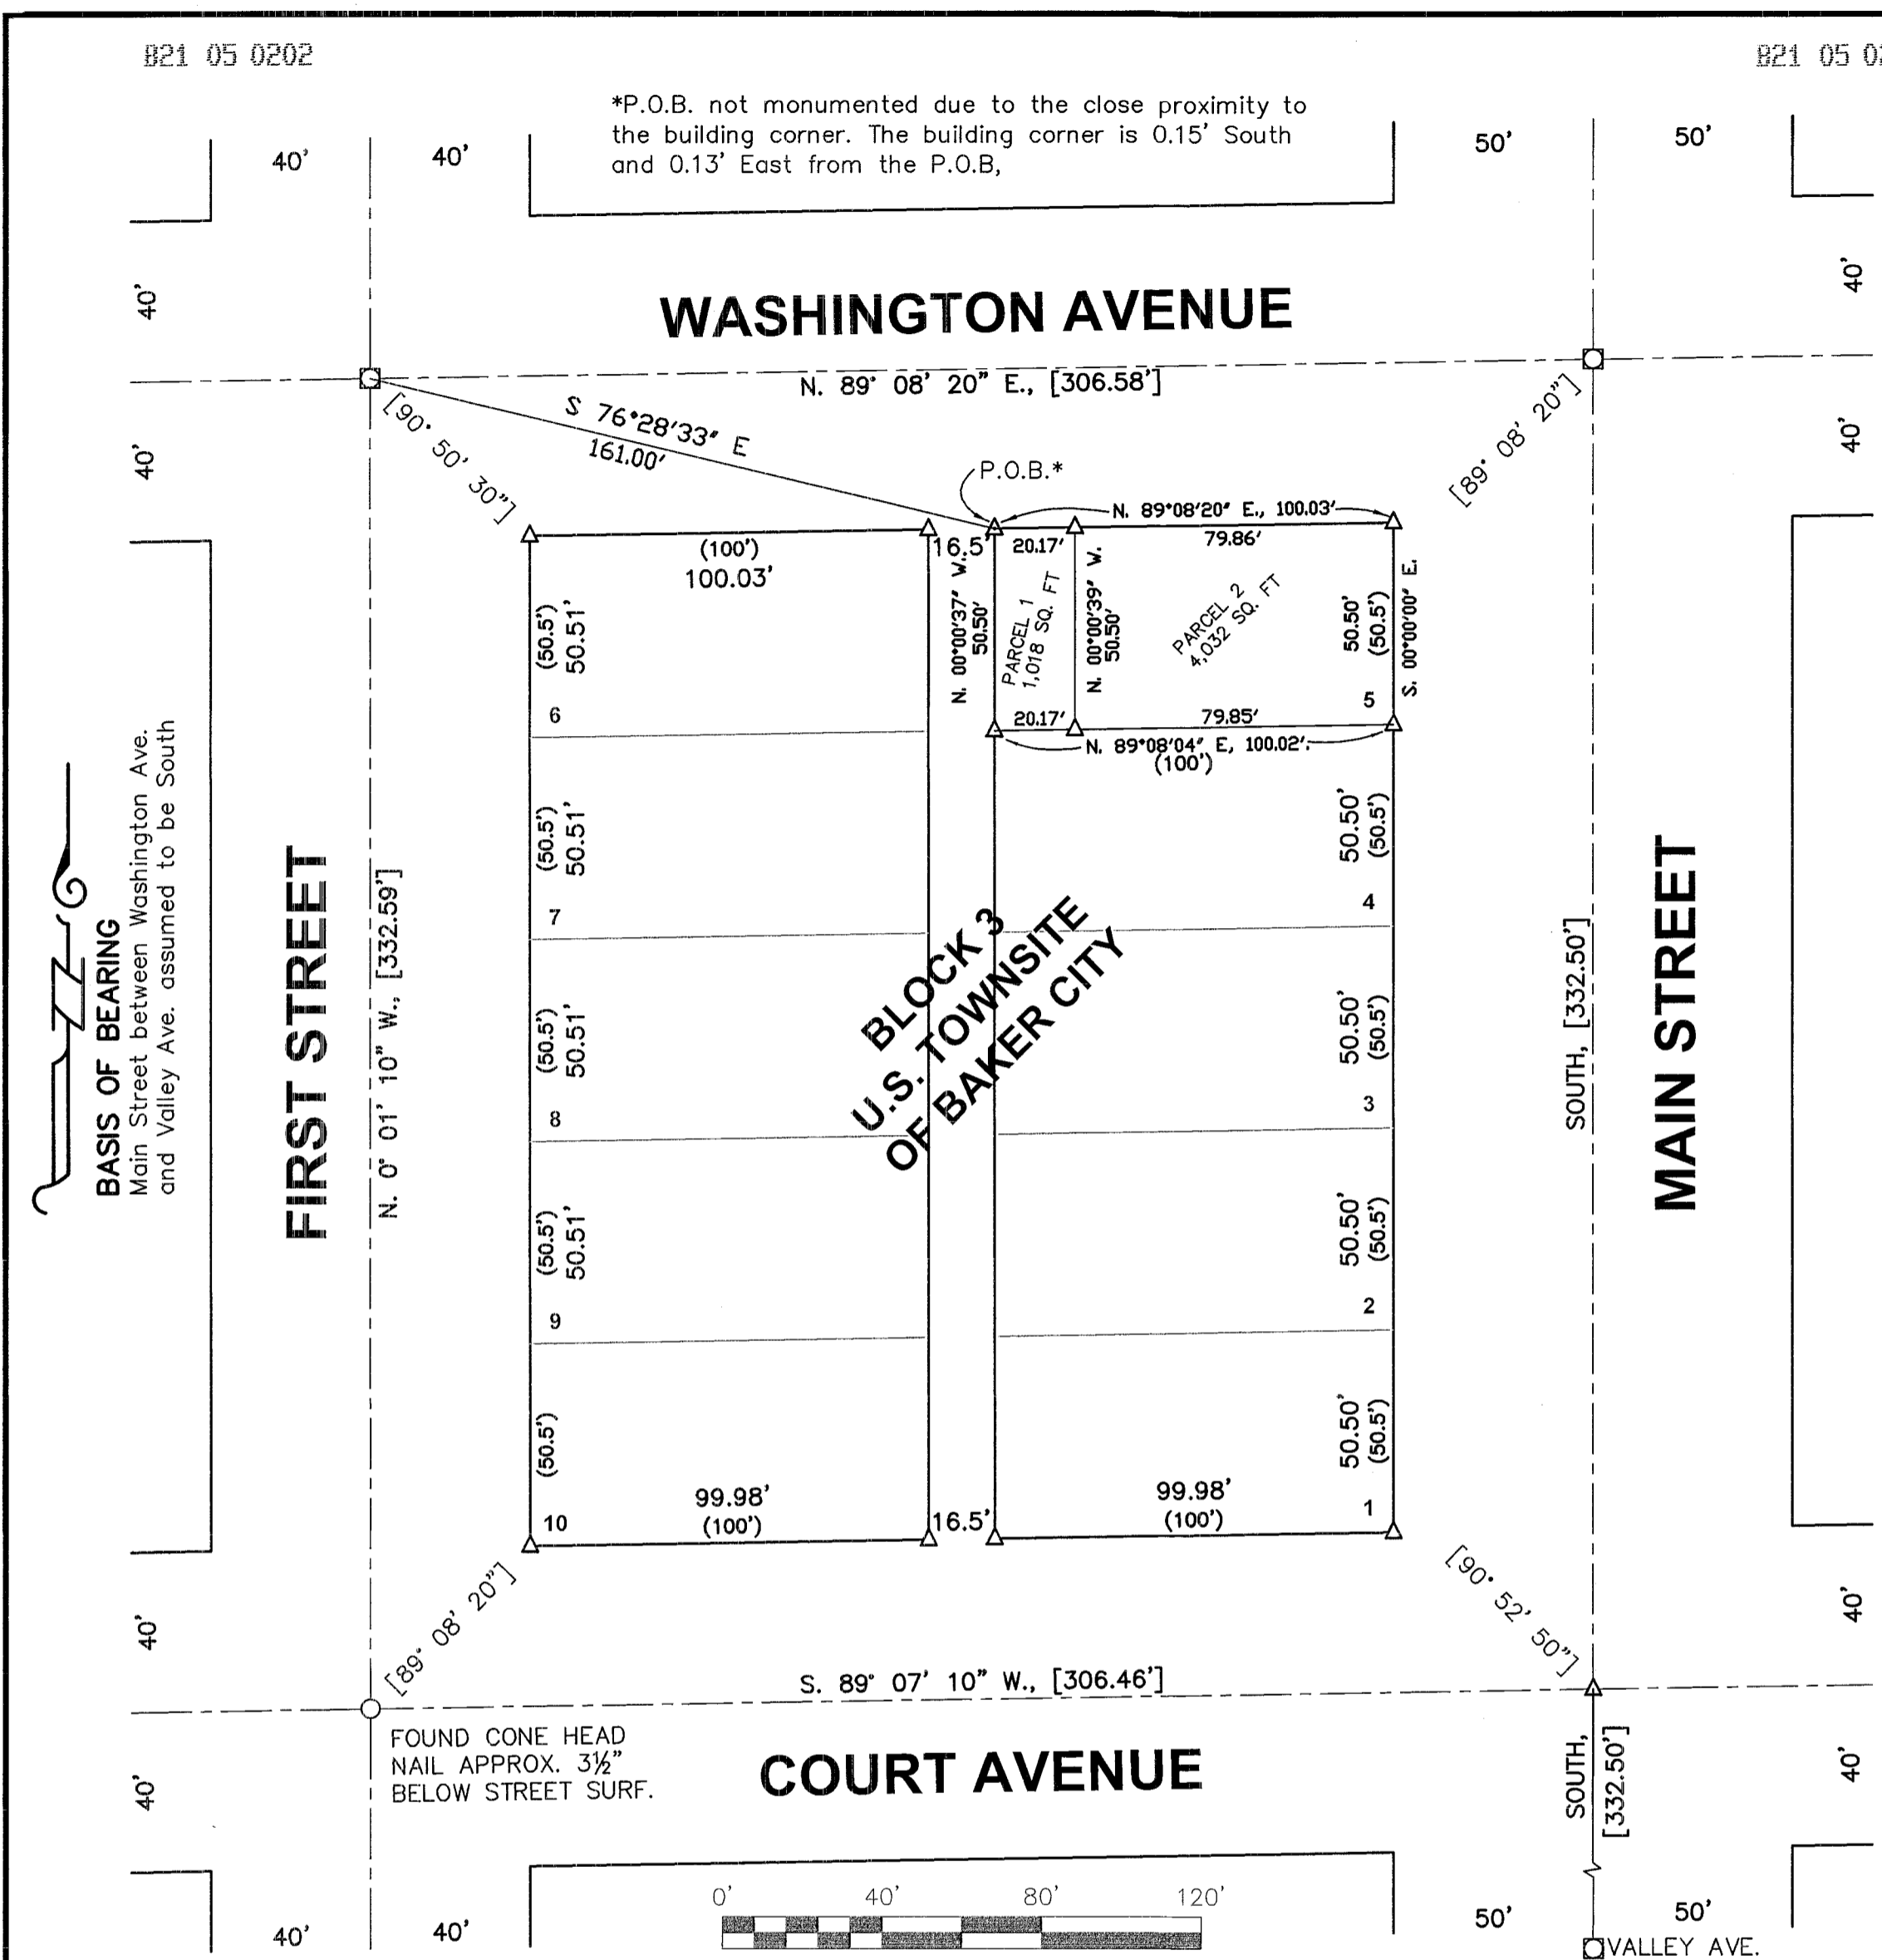 B21 05 0202
B21 05 02
*P.O.B. not monumented due to the close proximity to
the building corner. The building corner is 0.15' South
and 0.13' East from the P.O.B,
40'
40'
50'
50'
40'
40'
WASHINGTON AVENUE
N. 89° 08' 20" E., [306.58']
S 76°28'33" E
161.00'
[90° 50' 30"]
[89° 08' 20"]
40'
40'
P.O.B.*
N. 89°08'20" E., 100.03'
(100')
100.03'
16.5'
20.17'
79.86'
N. 00°00'37" W.
50.50'
PARCEL 1
1,018 SQ. FT
N. 00°00'39" W.
50.50'
PARCEL 2
4,032 SQ. FT
50.50'
(50.5')
S. 00°00'00" E.
(50.5')
50.51'
6
5
20.17'
79.85'
N. 89°08'04" E, 100.02'.
(100')
BASIS OF BEARING
Main Street between Washington Ave.
and Valley Ave. assumed to be South
FIRST STREET
N. 0° 01' 10" W., [332.59']
(50.5')
50.51'
7
50.50'
(50.5')
4
BLOCK 3
U.S. TOWNSITE
OF BAKER CITY
SOUTH, [332.50"]
MAIN STREET
(50.5')
50.51'
8
50.50'
(50.5')
3
(50.5')
50.51'
9
50.50'
(50.5')
2
(50.5')
10
50.50'
(50.5')
1
99.98'
(100')
16.5'
99.98'
(100')
[89° 08' 20"]
[90° 52' 50"]
40'
40'
S. 89° 07' 10" W., [306.46']
FOUND CONE HEAD
NAIL APPROX. 3½"
BELOW STREET SURF.
COURT AVENUE
SOUTH,
[332.50"]
40'
40'
0' 40' 80' 120'
40'
40'
50'
50'
VALLEY AVE.